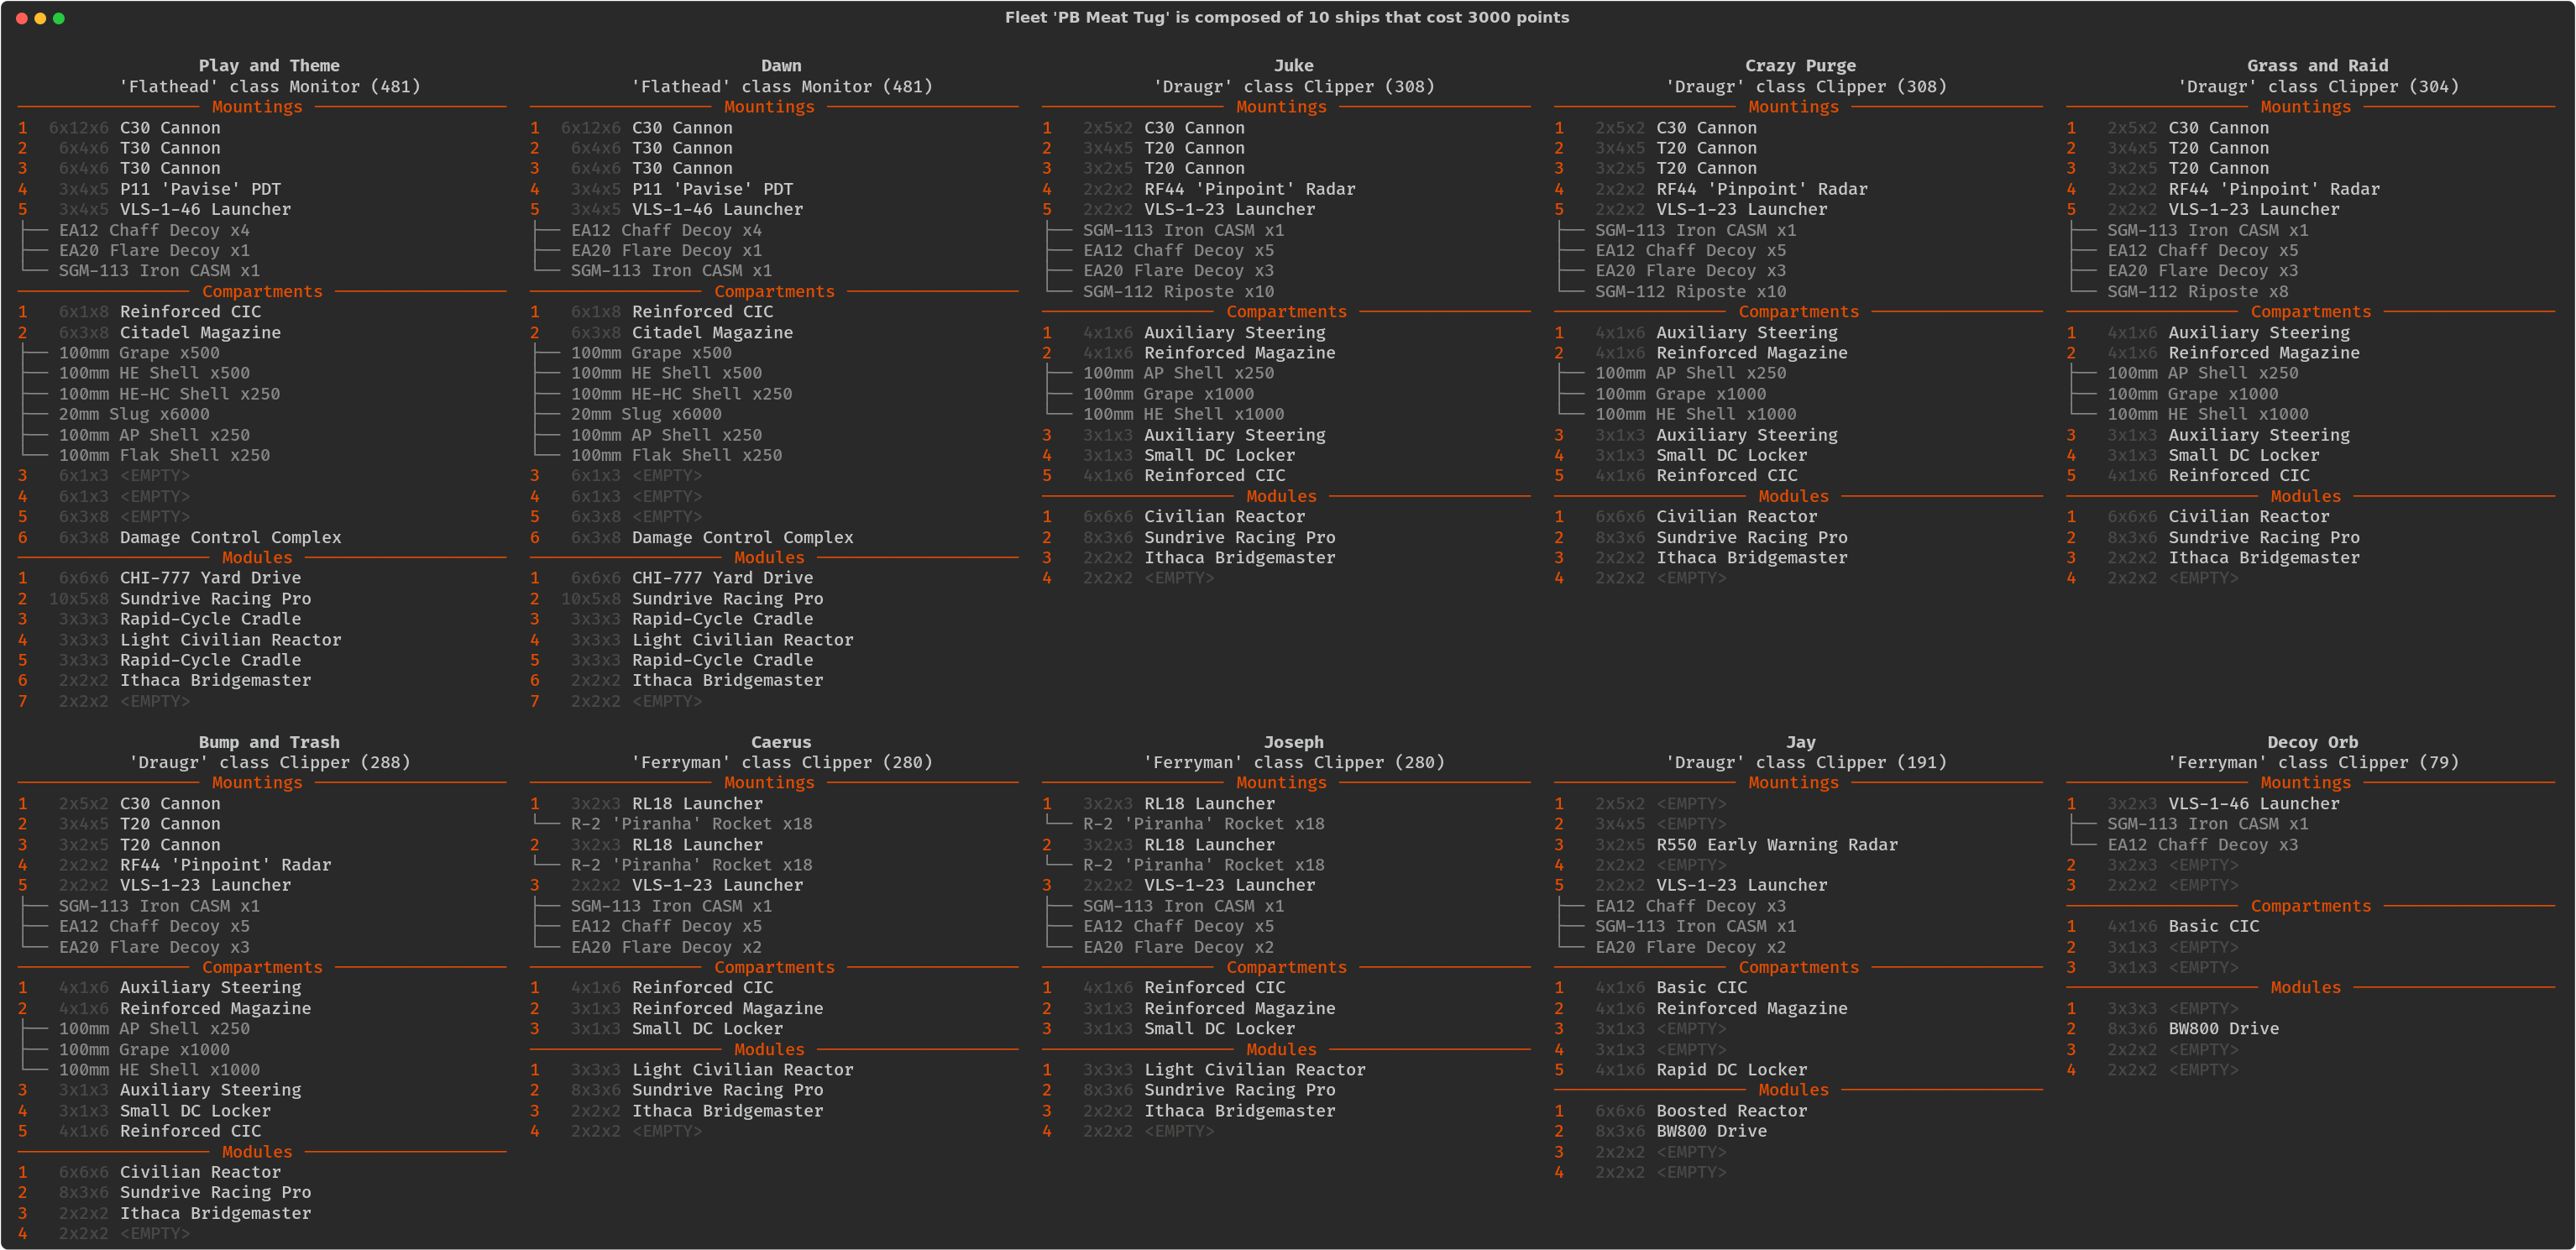 Fleet 'PB Meat Tug' is composed of 10 ships that cost 3000 points
Play and Theme
'Flathead' class Monitor (481)
Mountings
1 6x12x6 C30 Cannon
2 6x4x6 T30 Cannon
3 6x4x6 T30 Cannon
4 3x4x5 P11 'Pavise' PDT
5 3x4x5 VLS-1-46 Launcher
EA12 Chaff Decoy x4
EA20 Flare Decoy x1
SGM-113 Iron CASM x1
Compartments
1 6x1x8 Reinforced CIC
2 6x3x8 Citadel Magazine
100mm Grape x500
100mm HE Shell x500
100mm HE-HC Shell x250
20mm Slug x6000
100mm AP Shell x250
100mm Flak Shell x250
3 6x1x3 <EMPTY>
4 6x1x3 <EMPTY>
5 6x3x8 <EMPTY>
6 6x3x8 Damage Control Complex
Modules
1 6x6x6 CHI-777 Yard Drive
2 10x5x8 Sundrive Racing Pro
3 3x3x3 Rapid-Cycle Cradle
4 3x3x3 Light Civilian Reactor
5 3x3x3 Rapid-Cycle Cradle
6 2x2x2 Ithaca Bridgemaster
7 2x2x2 <EMPTY>
Dawn
'Flathead' class Monitor (481)
Mountings
1 6x12x6 C30 Cannon
2 6x4x6 T30 Cannon
3 6x4x6 T30 Cannon
4 3x4x5 P11 'Pavise' PDT
5 3x4x5 VLS-1-46 Launcher
EA12 Chaff Decoy x4
EA20 Flare Decoy x1
SGM-113 Iron CASM x1
Compartments
1 6x1x8 Reinforced CIC
2 6x3x8 Citadel Magazine
100mm Grape x500
100mm HE Shell x500
100mm HE-HC Shell x250
20mm Slug x6000
100mm AP Shell x250
100mm Flak Shell x250
3 6x1x3 <EMPTY>
4 6x1x3 <EMPTY>
5 6x3x8 <EMPTY>
6 6x3x8 Damage Control Complex
Modules
1 6x6x6 CHI-777 Yard Drive
2 10x5x8 Sundrive Racing Pro
3 3x3x3 Rapid-Cycle Cradle
4 3x3x3 Light Civilian Reactor
5 3x3x3 Rapid-Cycle Cradle
6 2x2x2 Ithaca Bridgemaster
7 2x2x2 <EMPTY>
Juke
'Draugr' class Clipper (308)
Mountings
1 2x5x2 C30 Cannon
2 3x4x5 T20 Cannon
3 3x2x5 T20 Cannon
4 2x2x2 RF44 'Pinpoint' Radar
5 2x2x2 VLS-1-23 Launcher
SGM-113 Iron CASM x1
EA12 Chaff Decoy x5
EA20 Flare Decoy x3
SGM-112 Riposte x10
Compartments
1 4x1x6 Auxiliary Steering
2 4x1x6 Reinforced Magazine
100mm AP Shell x250
100mm Grape x1000
100mm HE Shell x1000
3 3x1x3 Auxiliary Steering
4 3x1x3 Small DC Locker
5 4x1x6 Reinforced CIC
Modules
1 6x6x6 Civilian Reactor
2 8x3x6 Sundrive Racing Pro
3 2x2x2 Ithaca Bridgemaster
4 2x2x2 <EMPTY>
Crazy Purge
'Draugr' class Clipper (308)
Mountings
1 2x5x2 C30 Cannon
2 3x4x5 T20 Cannon
3 3x2x5 T20 Cannon
4 2x2x2 RF44 'Pinpoint' Radar
5 2x2x2 VLS-1-23 Launcher
SGM-113 Iron CASM x1
EA12 Chaff Decoy x5
EA20 Flare Decoy x3
SGM-112 Riposte x10
Compartments
1 4x1x6 Auxiliary Steering
2 4x1x6 Reinforced Magazine
100mm AP Shell x250
100mm Grape x1000
100mm HE Shell x1000
3 3x1x3 Auxiliary Steering
4 3x1x3 Small DC Locker
5 4x1x6 Reinforced CIC
Modules
1 6x6x6 Civilian Reactor
2 8x3x6 Sundrive Racing Pro
3 2x2x2 Ithaca Bridgemaster
4 2x2x2 <EMPTY>
Grass and Raid
'Draugr' class Clipper (304)
Mountings
1 2x5x2 C30 Cannon
2 3x4x5 T20 Cannon
3 3x2x5 T20 Cannon
4 2x2x2 RF44 'Pinpoint' Radar
5 2x2x2 VLS-1-23 Launcher
SGM-113 Iron CASM x1
EA12 Chaff Decoy x5
EA20 Flare Decoy x3
SGM-112 Riposte x8
Compartments
1 4x1x6 Auxiliary Steering
2 4x1x6 Reinforced Magazine
100mm AP Shell x250
100mm Grape x1000
100mm HE Shell x1000
3 3x1x3 Auxiliary Steering
4 3x1x3 Small DC Locker
5 4x1x6 Reinforced CIC
Modules
1 6x6x6 Civilian Reactor
2 8x3x6 Sundrive Racing Pro
3 2x2x2 Ithaca Bridgemaster
4 2x2x2 <EMPTY>
Bump and Trash
'Draugr' class Clipper (288)
Mountings
1 2x5x2 C30 Cannon
2 3x4x5 T20 Cannon
3 3x2x5 T20 Cannon
4 2x2x2 RF44 'Pinpoint' Radar
5 2x2x2 VLS-1-23 Launcher
SGM-113 Iron CASM x1
EA12 Chaff Decoy x5
EA20 Flare Decoy x3
Compartments
1 4x1x6 Auxiliary Steering
2 4x1x6 Reinforced Magazine
100mm AP Shell x250
100mm Grape x1000
100mm HE Shell x1000
3 3x1x3 Auxiliary Steering
4 3x1x3 Small DC Locker
5 4x1x6 Reinforced CIC
Modules
1 6x6x6 Civilian Reactor
2 8x3x6 Sundrive Racing Pro
3 2x2x2 Ithaca Bridgemaster
4 2x2x2 <EMPTY>
Caerus
'Ferryman' class Clipper (280)
Mountings
1 3x2x3 RL18 Launcher
R-2 'Piranha' Rocket x18
2 3x2x3 RL18 Launcher
R-2 'Piranha' Rocket x18
3 2x2x2 VLS-1-23 Launcher
SGM-113 Iron CASM x1
EA12 Chaff Decoy x5
EA20 Flare Decoy x2
Compartments
1 4x1x6 Reinforced CIC
2 3x1x3 Reinforced Magazine
3 3x1x3 Small DC Locker
Modules
1 3x3x3 Light Civilian Reactor
2 8x3x6 Sundrive Racing Pro
3 2x2x2 Ithaca Bridgemaster
4 2x2x2 <EMPTY>
Joseph
'Ferryman' class Clipper (280)
Mountings
1 3x2x3 RL18 Launcher
R-2 'Piranha' Rocket x18
2 3x2x3 RL18 Launcher
R-2 'Piranha' Rocket x18
3 2x2x2 VLS-1-23 Launcher
SGM-113 Iron CASM x1
EA12 Chaff Decoy x5
EA20 Flare Decoy x2
Compartments
1 4x1x6 Reinforced CIC
2 3x1x3 Reinforced Magazine
3 3x1x3 Small DC Locker
Modules
1 3x3x3 Light Civilian Reactor
2 8x3x6 Sundrive Racing Pro
3 2x2x2 Ithaca Bridgemaster
4 2x2x2 <EMPTY>
Jay
'Draugr' class Clipper (191)
Mountings
1 2x5x2 <EMPTY>
2 3x4x5 <EMPTY>
3 3x2x5 R550 Early Warning Radar
4 2x2x2 <EMPTY>
5 2x2x2 VLS-1-23 Launcher
EA12 Chaff Decoy x3
SGM-113 Iron CASM x1
EA20 Flare Decoy x2
Compartments
1 4x1x6 Basic CIC
2 4x1x6 Reinforced Magazine
3 3x1x3 <EMPTY>
4 3x1x3 <EMPTY>
5 4x1x6 Rapid DC Locker
Modules
1 6x6x6 Boosted Reactor
2 8x3x6 BW800 Drive
3 2x2x2 <EMPTY>
4 2x2x2 <EMPTY>
Decoy Orb
'Ferryman' class Clipper (79)
Mountings
1 3x2x3 VLS-1-46 Launcher
SGM-113 Iron CASM x1
EA12 Chaff Decoy x3
2 3x2x3 <EMPTY>
3 2x2x2 <EMPTY>
Compartments
1 4x1x6 Basic CIC
2 3x1x3 <EMPTY>
3 3x1x3 <EMPTY>
Modules
1 3x3x3 <EMPTY>
2 8x3x6 BW800 Drive
3 2x2x2 <EMPTY>
4 2x2x2 <EMPTY>